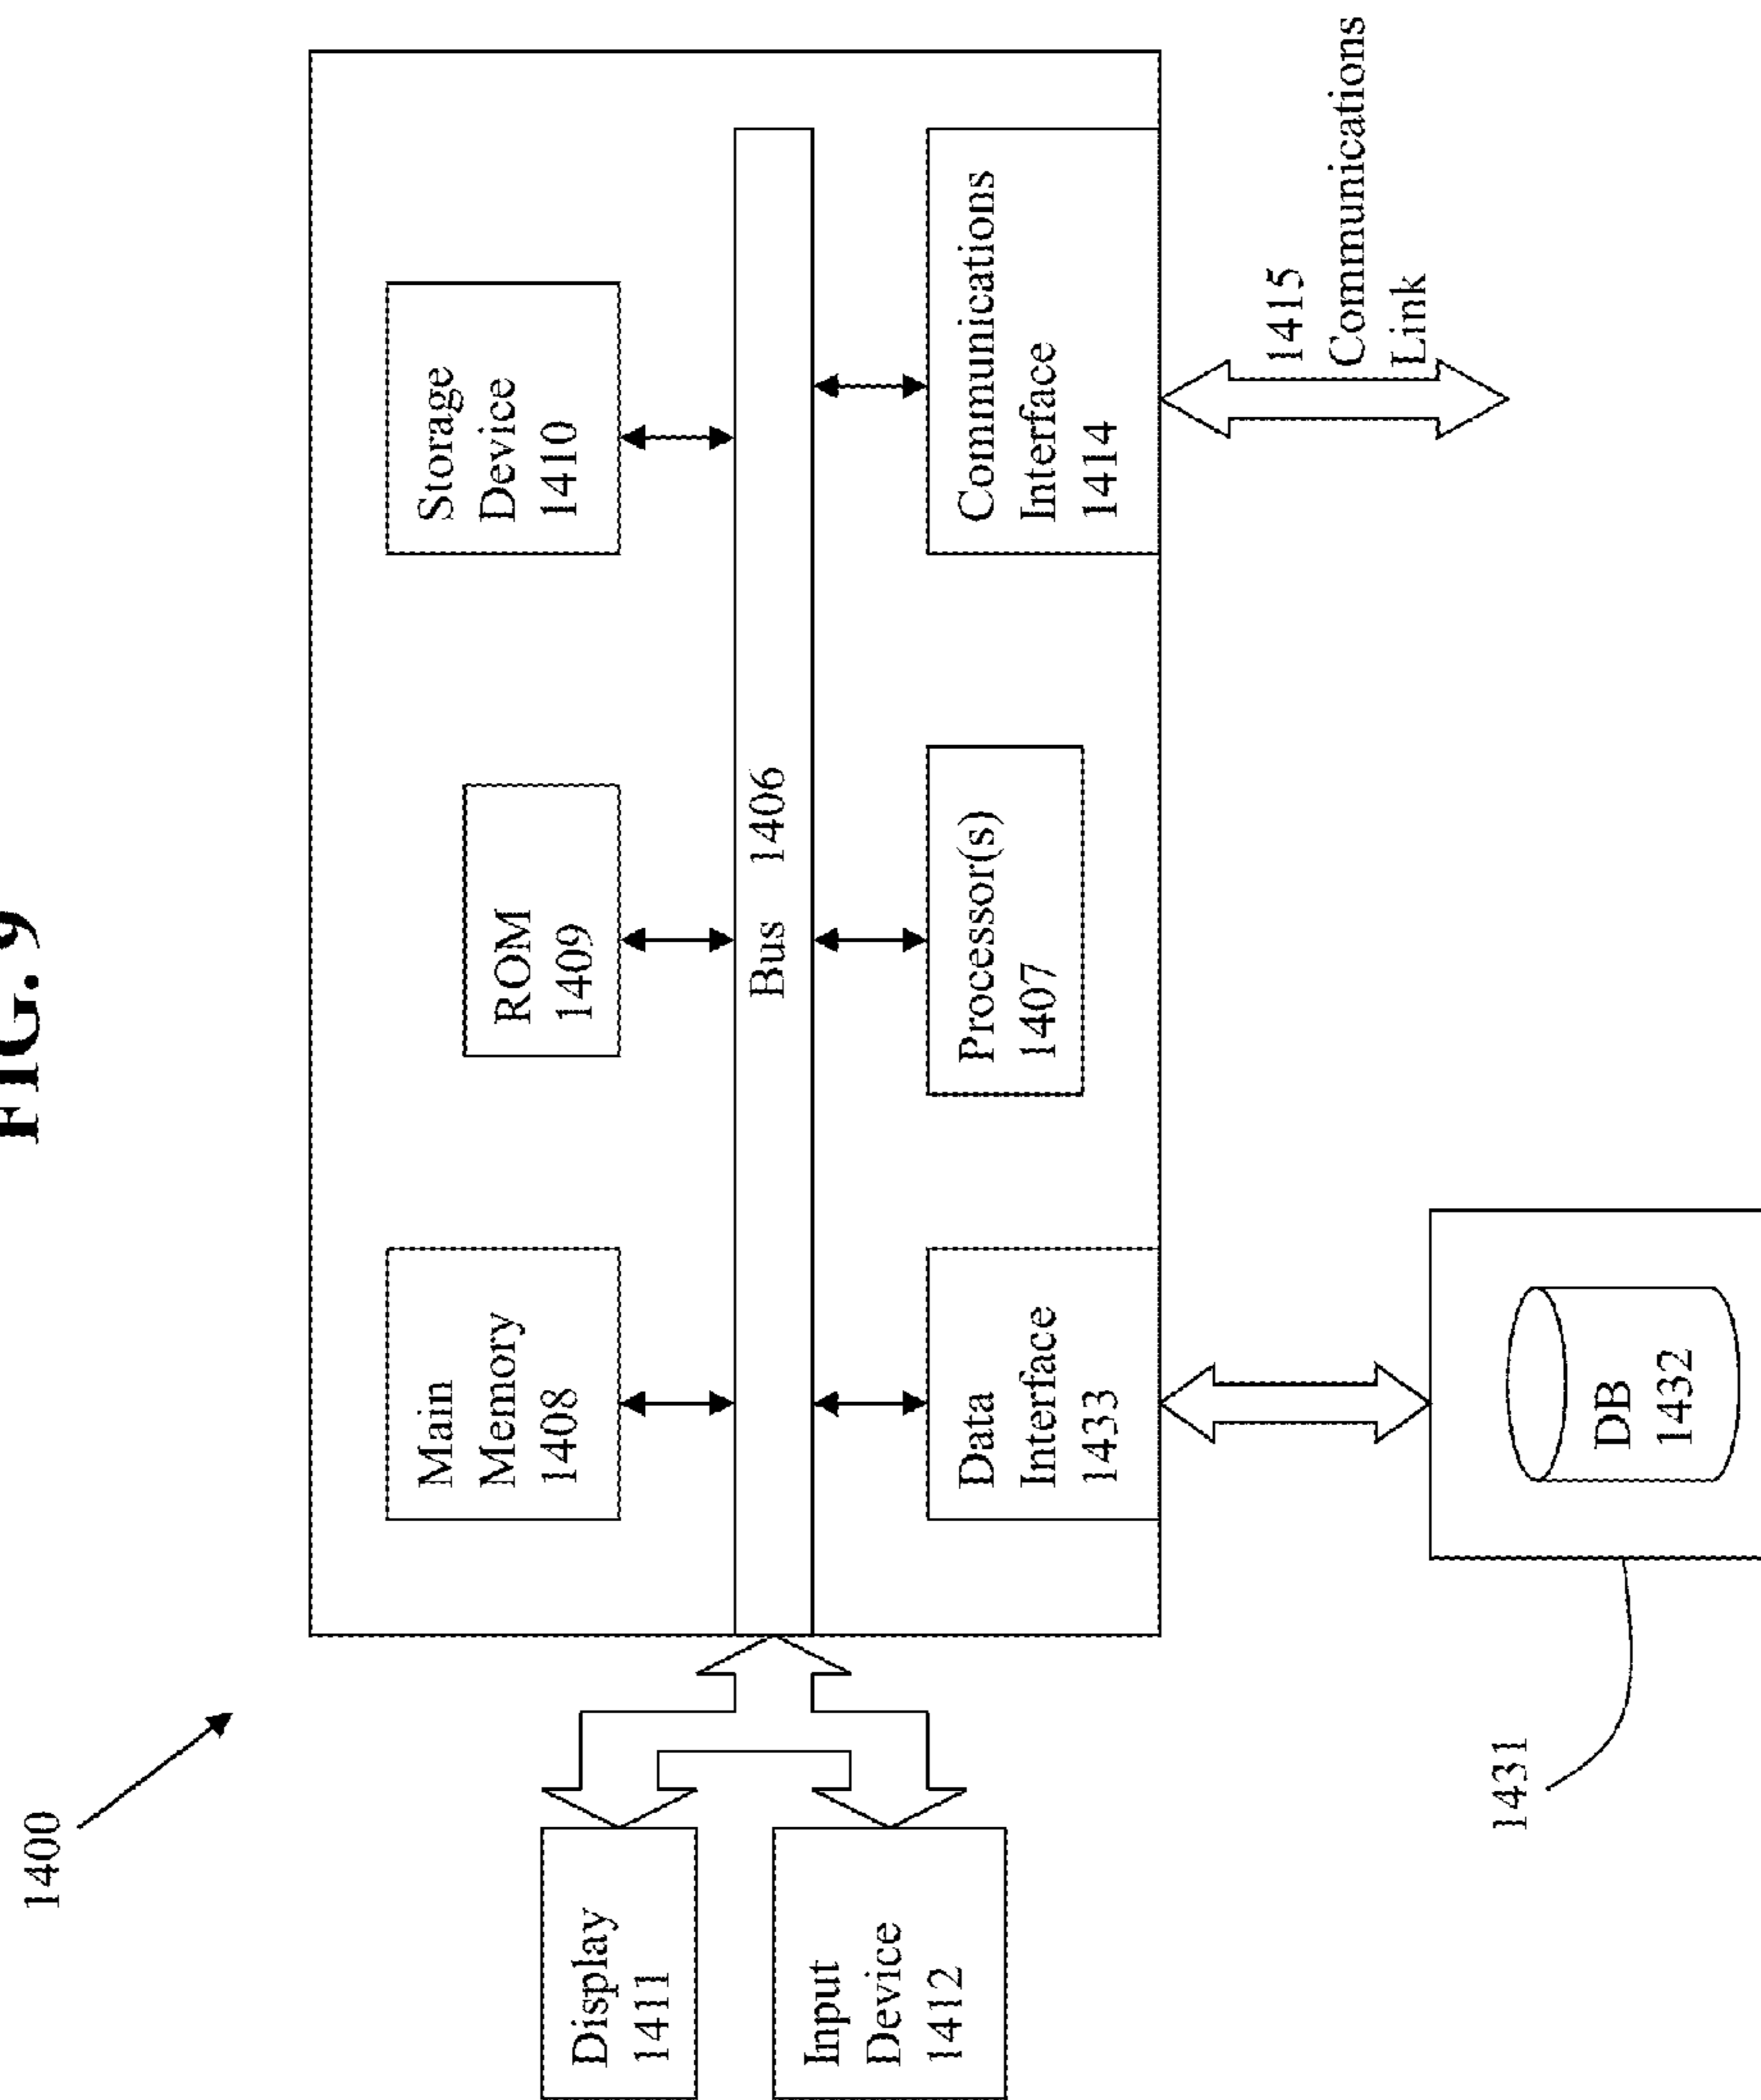 FIG. 9
1400
Main
Memory
1408
ROM
1409
Storage
Device
1410
Display
1411
Bus 1406
Input
Device
1412
Data
Interface
1433
Processor(s)
1407
Communications
Interface
1414
1415
Communications
Link
1431
DB
1432